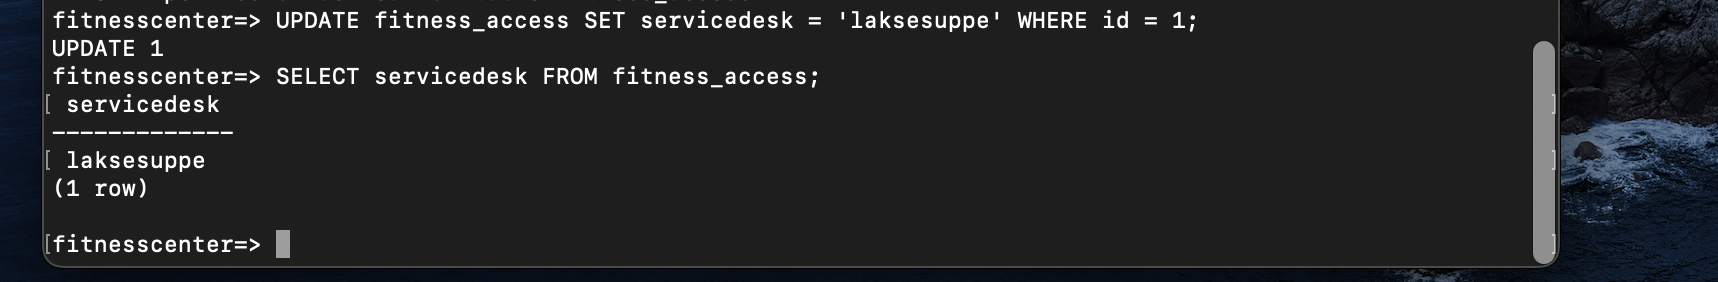 fitnesscenter=> UPDATE fitness_access SET servicedesk = 'laksesuppe' WHERE id = 1;
UPDATE 1
fitnesscenter=> SELECT servicedesk FROM fitness_access;
[ servicedesk ]
-------------
[ laksesuppe ]
(1 row)
[fitnesscenter=> ]